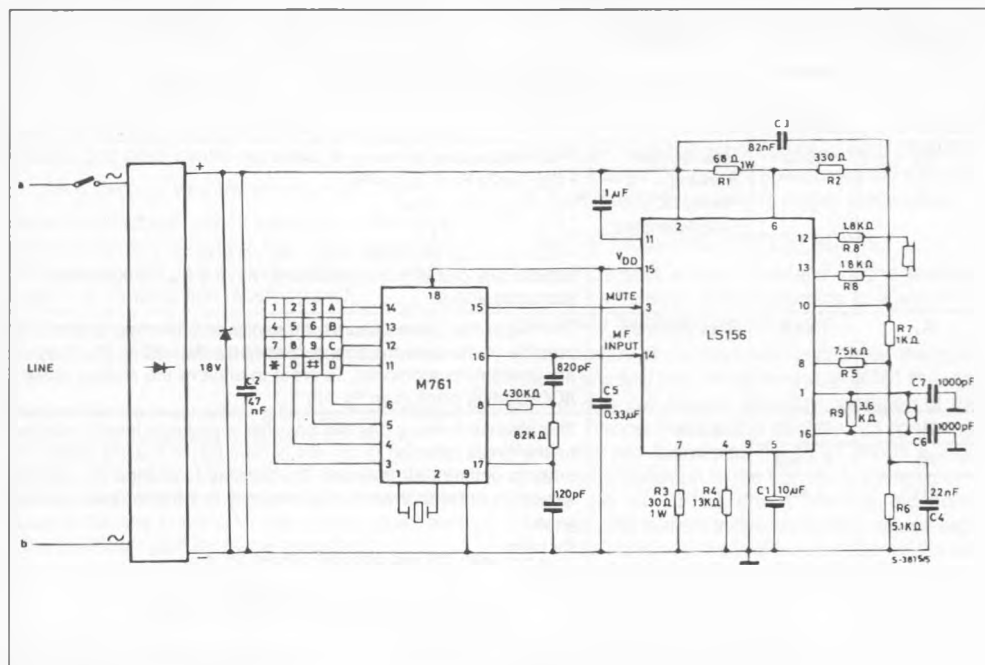 C3
82nF
68 Ω
1W
R1
330 Ω
R2
1 µF
2
6
11
12
1.8KΩ
R8'
VDD
15
13
1.8KΩ
R8
18
MUTE
3
10
1 2 3 A
4 5 6 B
7 8 9 C
* 0 ‡‡ D
14
13
12
11
15
LS156
R7
1KΩ
a
LINE
b
+
−
18V
C2
47
nF
M761
16
MF
INPUT
14
7.5KΩ
R5
8
820pF
C5
0,33µF
430KΩ
8
82KΩ
6
5
4
3
1
2
17
9
120pF
1
C7
1000pF
R9
3,6
KΩ
16
C6
1000pF
7
4
9
5
R3
30Ω
1W
R4
13KΩ
C1
10µF
R6
5.1KΩ
22nF
C4
S-3815/5